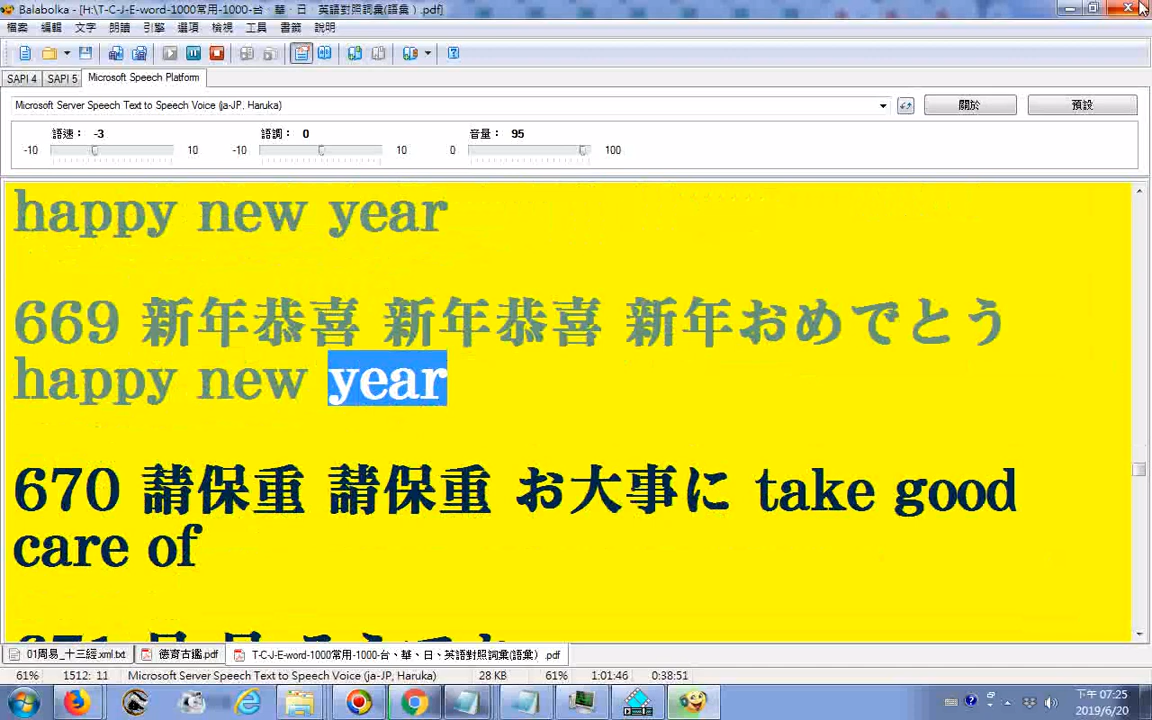 Balabolka - [H:\T-C-J-E-word-1000常用-1000-台、華、日、英語對照詞彙(語彙）.pdf]
檔案 編輯 文字 朗讀 引擎 選項 檢視 工具 書籤 說明
SAPI 4 SAPI 5 Microsoft Speech Platform
Microsoft Server Speech Text to Speech Voice (ja-JP, Haruka) 關於 預設
語速： -3 語調： 0 音量： 95
-10 10 -10 10 0 100
happy new year
669 新年恭喜 新年恭喜 新年おめでとう
happy new year
670 請保重 請保重 お大事に take good
care of
01周易_十三經.xml.txt 德育古鑑.pdf T-C-J-E-word-1000常用-1000-台、華、日、英語對照詞彙(語彙） .pdf
61% 1512: 11 Microsoft Server Speech Text to Speech Voice (ja-JP, Haruka) 28 KB 61% 1:01:46 0:38:51
下午 07:25
2019/6/20